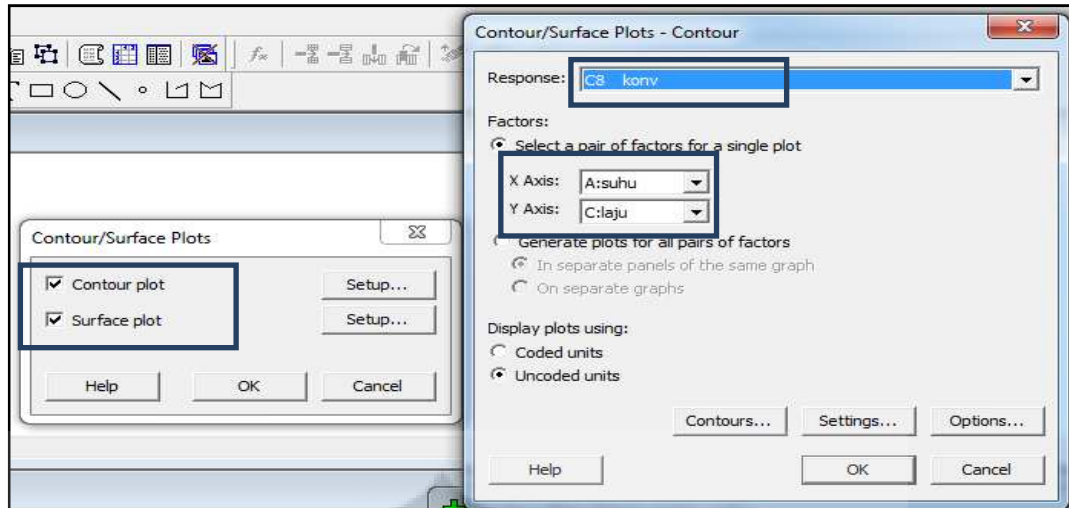 Contour/Surface Plots
Contour plot
Setup...
Surface plot
Setup...
Help
OK
Cancel
Contour/Surface Plots - Contour
Response:
C8 konv
Factors:
Select a pair of factors for a single plot
X Axis:
A:suhu
Y Axis:
C:laju
Generate plots for all pairs of factors
In separate panels of the same graph
On separate graphs
Display plots using:
Coded units
Uncoded units
Contours...
Settings...
Options...
Help
OK
Cancel